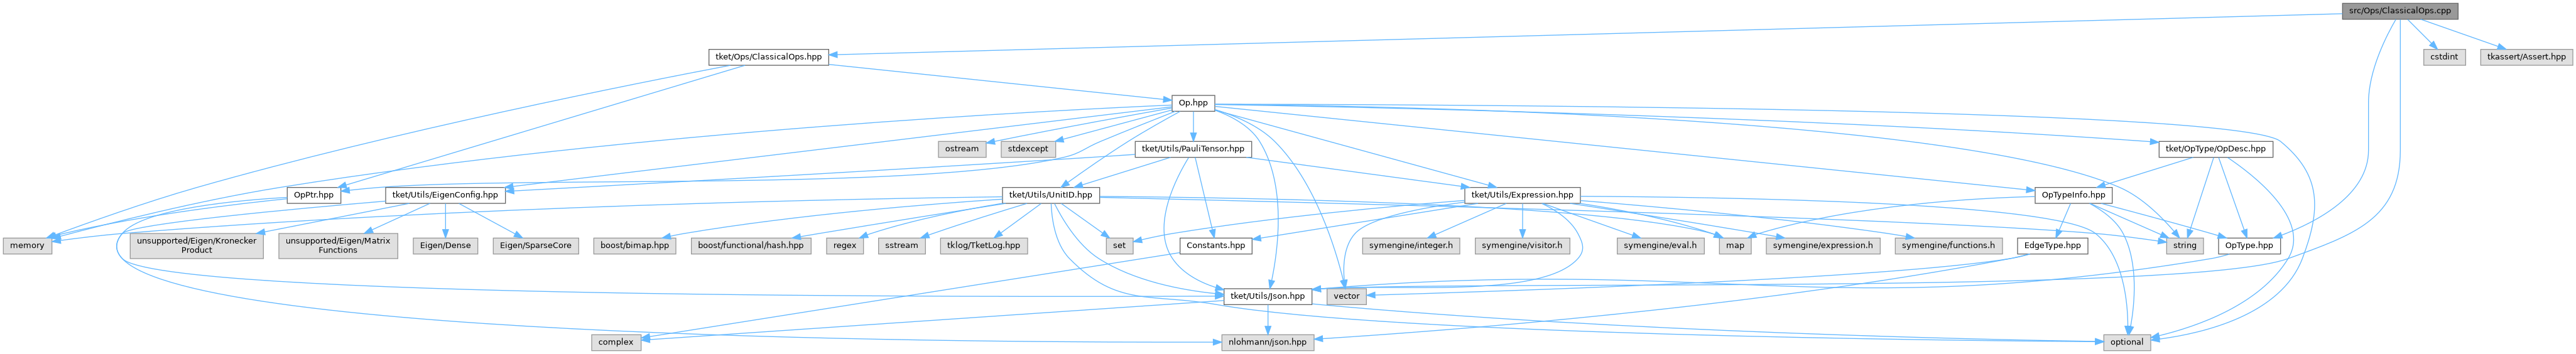 src/Ops/ClassicalOps.cpp
tket/Ops/ClassicalOps.hpp
cstdint
tkassert/Assert.hpp
Op.hpp
ostream
stdexcept
tket/Utils/PauliTensor.hpp
tket/OpType/OpDesc.hpp
OpPtr.hpp
tket/Utils/EigenConfig.hpp
tket/Utils/UnitID.hpp
tket/Utils/Expression.hpp
OpTypeInfo.hpp
memory
unsupported/Eigen/Kronecker
Product
unsupported/Eigen/Matrix
Functions
Eigen/Dense
Eigen/SparseCore
boost/bimap.hpp
boost/functional/hash.hpp
regex
sstream
tklog/TketLog.hpp
set
Constants.hpp
symengine/integer.h
symengine/visitor.h
symengine/eval.h
map
symengine/expression.h
symengine/functions.h
EdgeType.hpp
string
OpType.hpp
tket/Utils/Json.hpp
vector
complex
nlohmann/json.hpp
optional